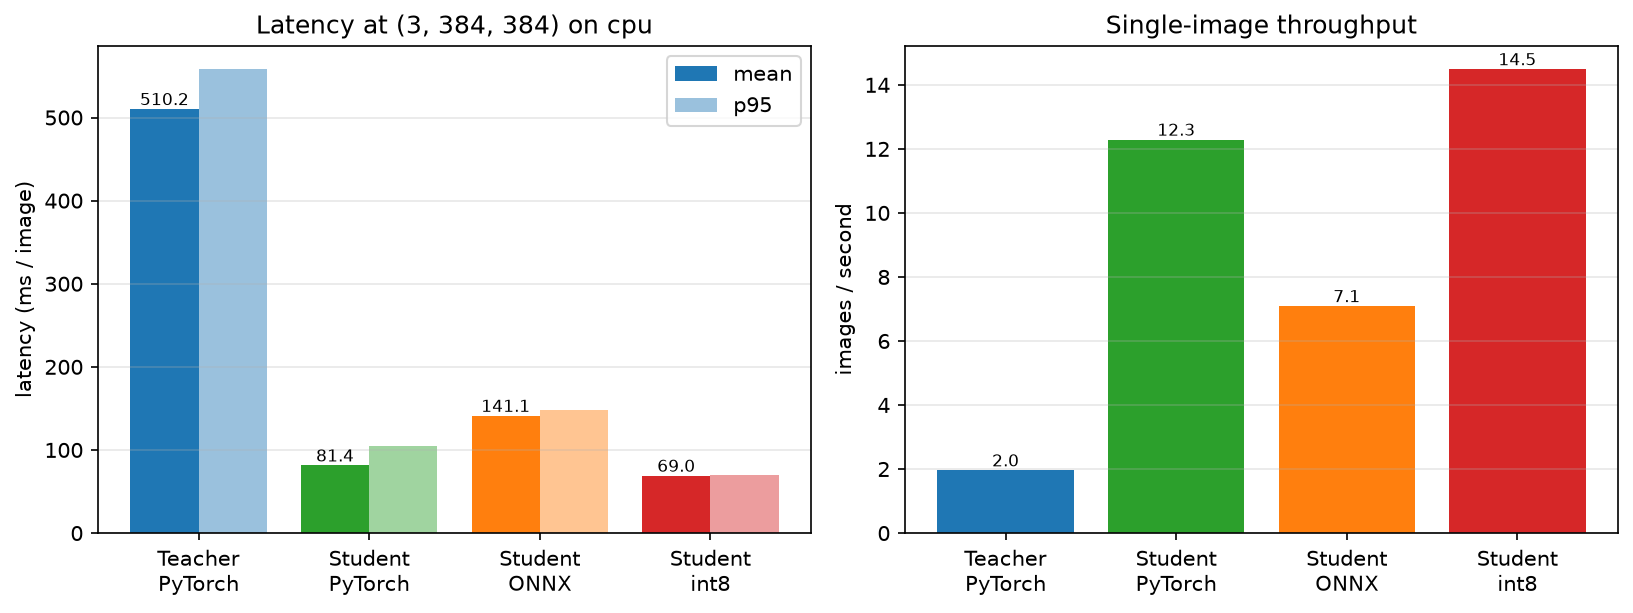 Latency at (3, 384, 384) on cpu
latency (ms / image)
500
400
300
200
100
0
510.2
81.4
141.1
69.0
mean
p95
Teacher
PyTorch
Student
PyTorch
Student
ONNX
Student
int8
Single-image throughput
images / second
14
12
10
8
6
4
2
0
2.0
12.3
7.1
14.5
Teacher
PyTorch
Student
PyTorch
Student
ONNX
Student
int8